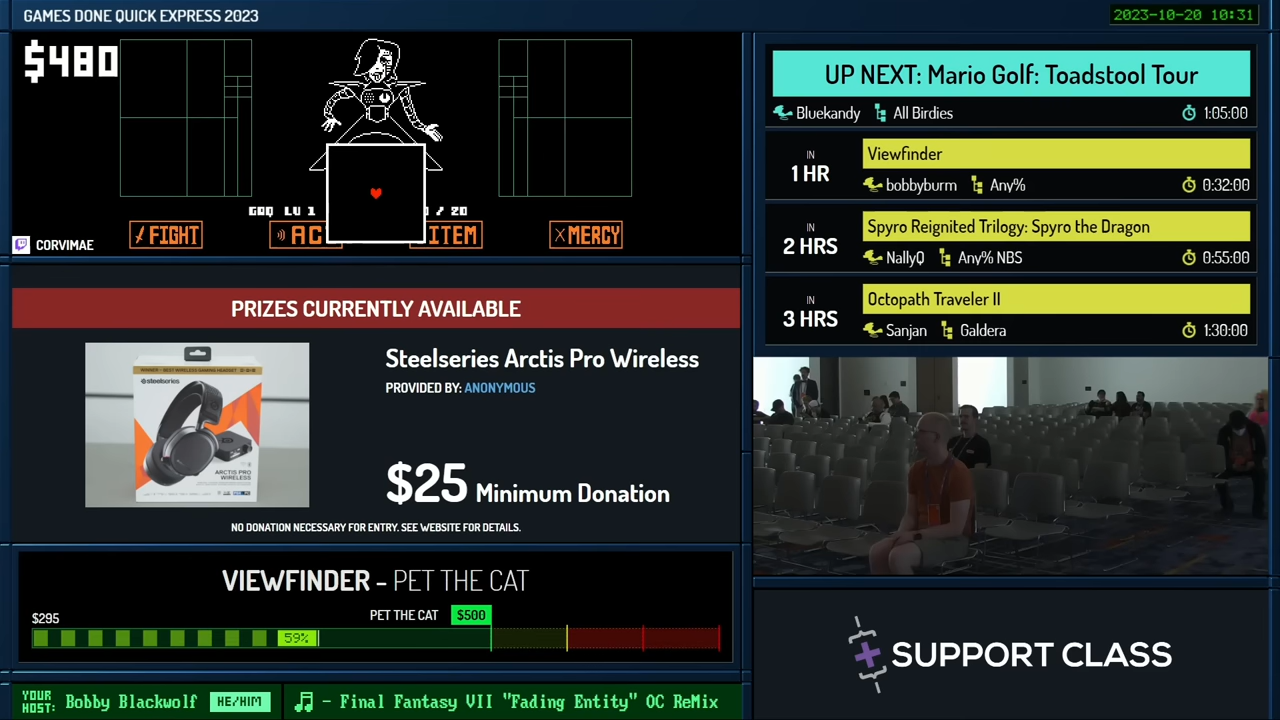 GAMES DONE QUICK EXPRESS 2023
2023-10-20 10:31
$480
GQQ LV 1
/ 20
FIGHT
AC
ITEM
MERCY
CORVIMAE
UP NEXT: Mario Golf: Toadstool Tour
Bluekandy All Birdies 1:05:00
IN
1 HR
Viewfinder
bobbyburm Any% 0:32:00
IN
2 HRS
Spyro Reignited Trilogy: Spyro the Dragon
NallyQ Any% NBS 0:55:00
IN
3 HRS
Octopath Traveler II
Sanjan Galdera 1:30:00
PRIZES CURRENTLY AVAILABLE
steelseries
ARCTIS PRO
WIRELESS
Steelseries Arctis Pro Wireless
PROVIDED BY: ANONYMOUS
$25 Minimum Donation
NO DONATION NECESSARY FOR ENTRY. SEE WEBSITE FOR DETAILS.
VIEWFINDER - PET THE CAT
$295
PET THE CAT $500
59%
SUPPORT CLASS
YOUR
HOST:
Bobby Blackwolf HE/HIM
- Final Fantasy VII "Fading Entity" OC ReMix